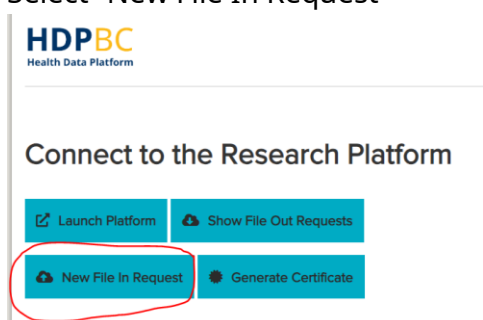 Select "New File In Request"
HDPBC
Health Data Platform
Connect to the Research Platform
Launch Platform
Show File Out Requests
New File In Request
Generate Certificate